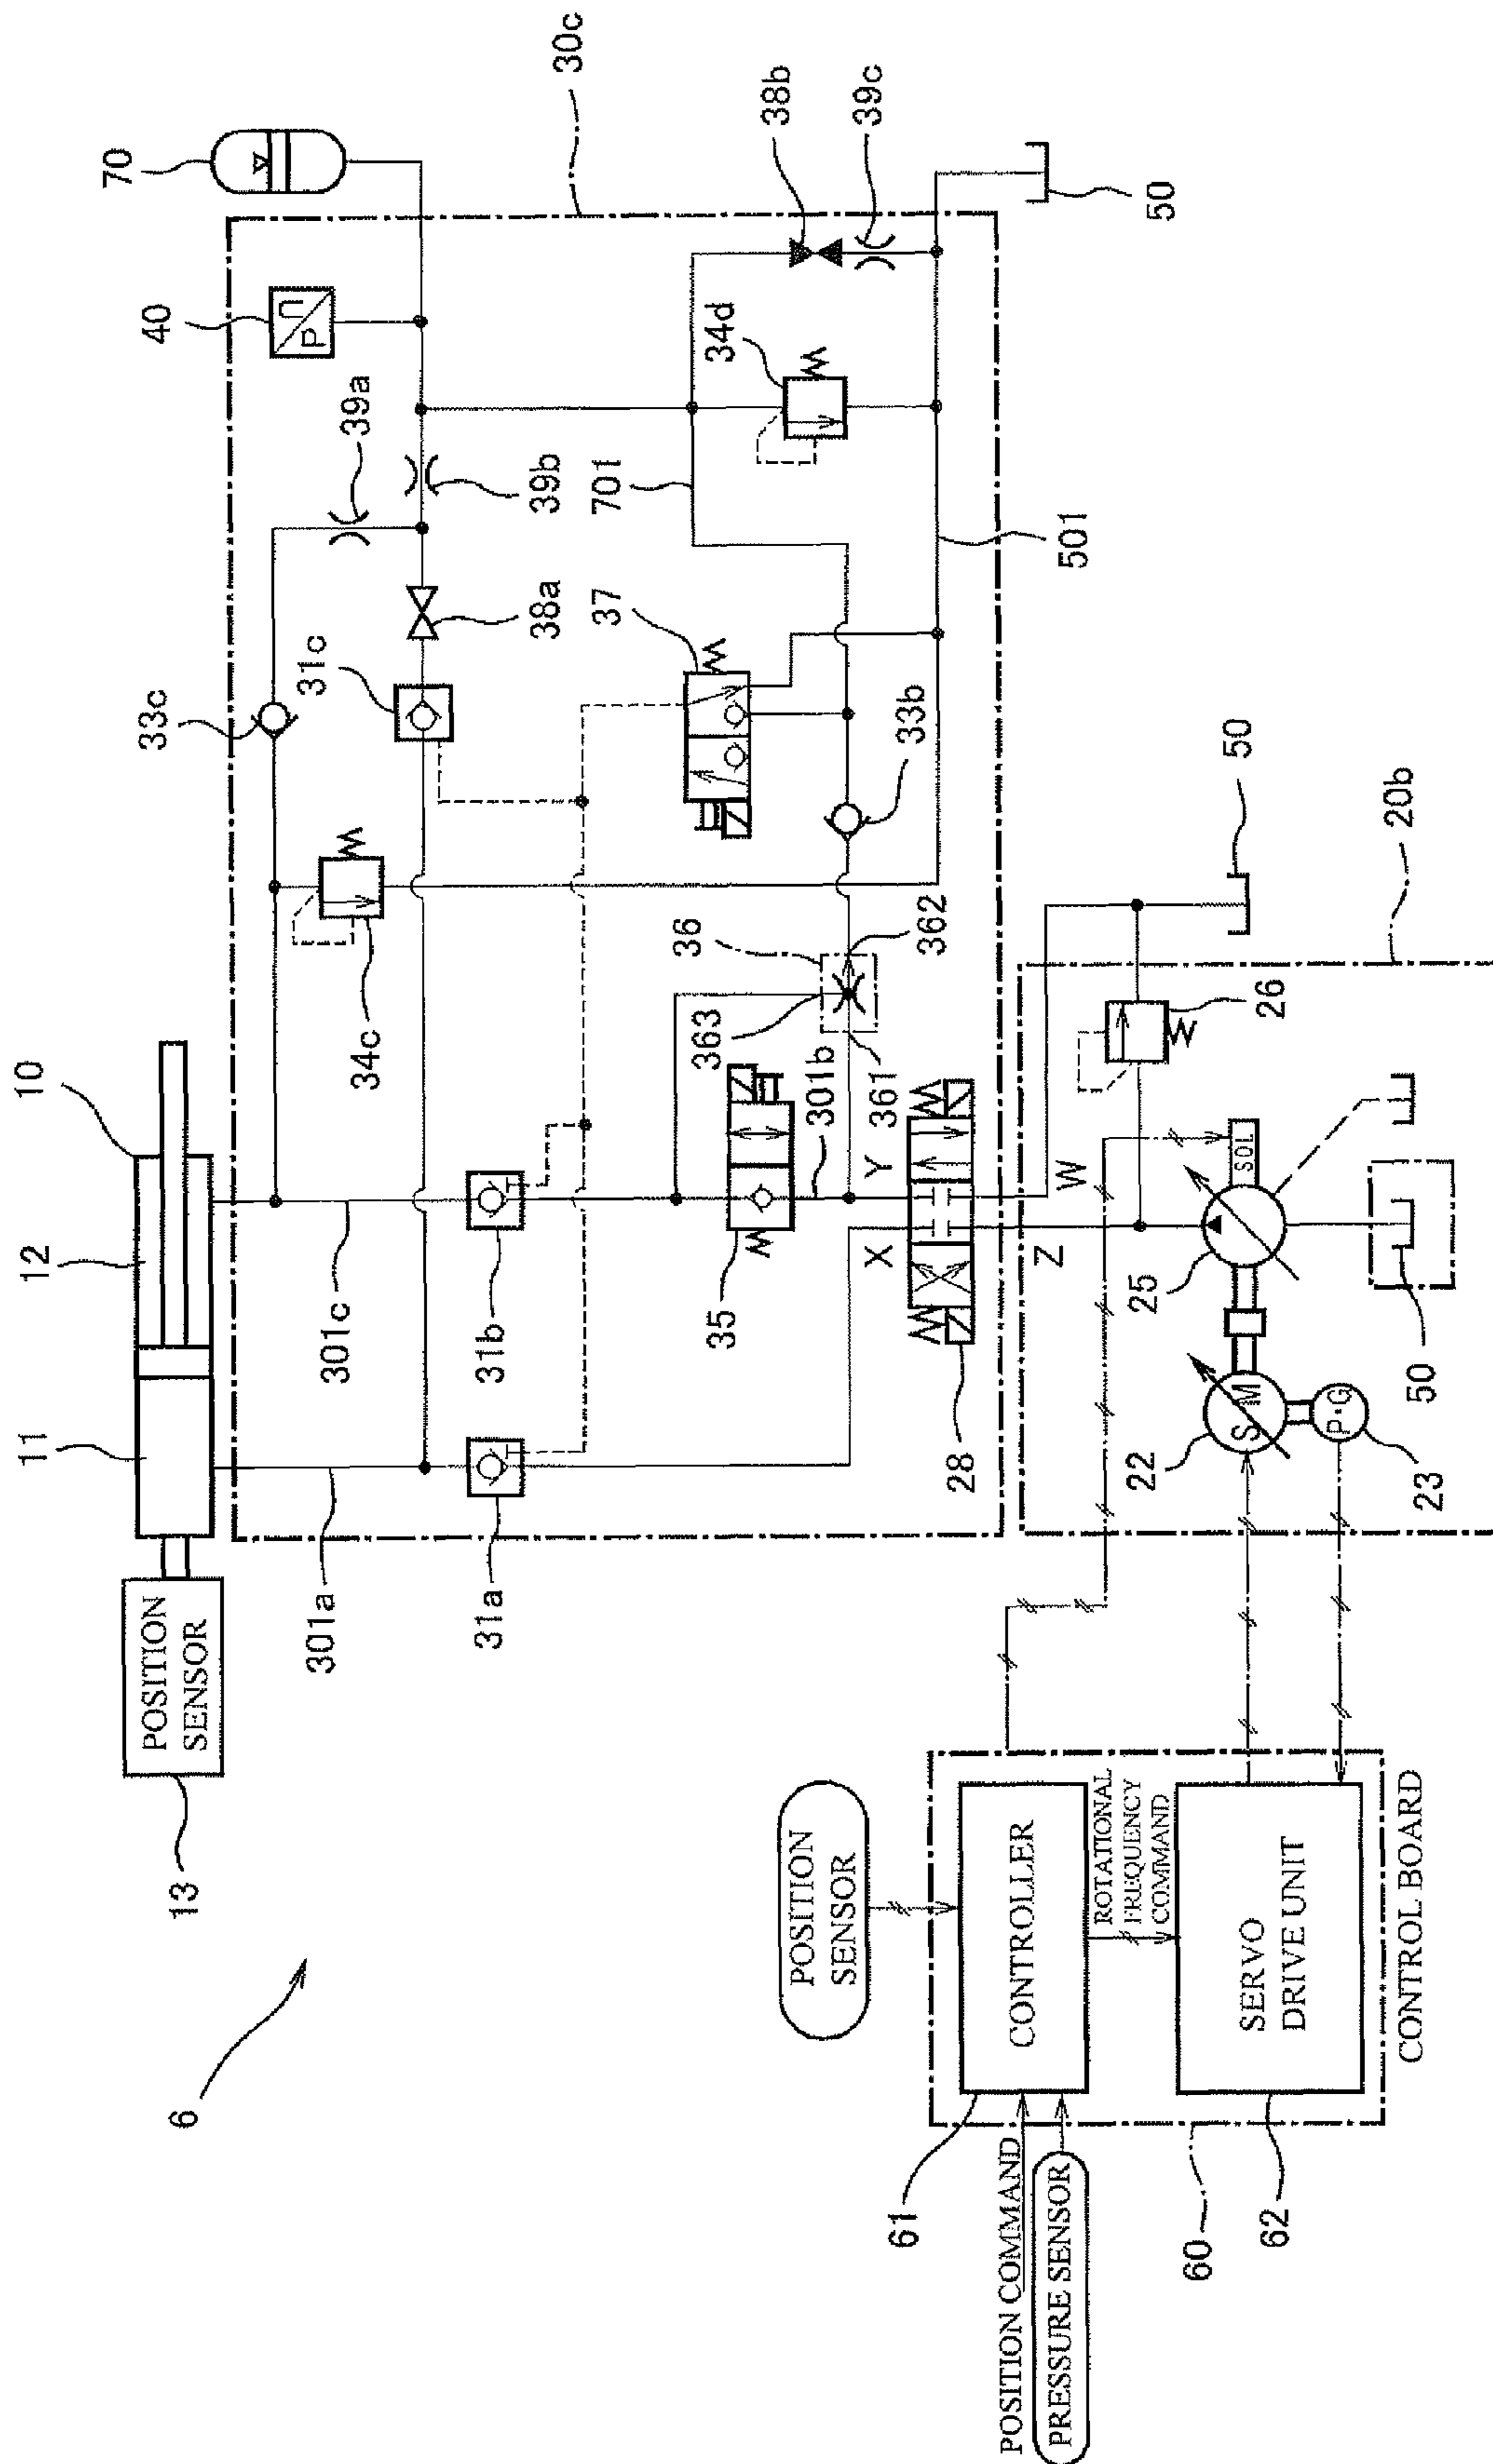 6
POSITION
SENSOR
13
11
12
10
301a
301c
31a
31b
34c
33c
31c
38a
39a
39b
40
70
30c
38b
39c
34d
701
37
501
50
33b
36
362
363
361
301b
35
X
Y
28
Z
W
50
20b
26
SOL
25
S M
22
P·G
23
50
P
U
POSITION
SENSOR
CONTROLLER
61
POSITION COMMAND
PRESSURE SENSOR
ROTATIONAL
FREQUENCY
COMMAND
SERVO
DRIVE UNIT
62
60
CONTROL BOARD